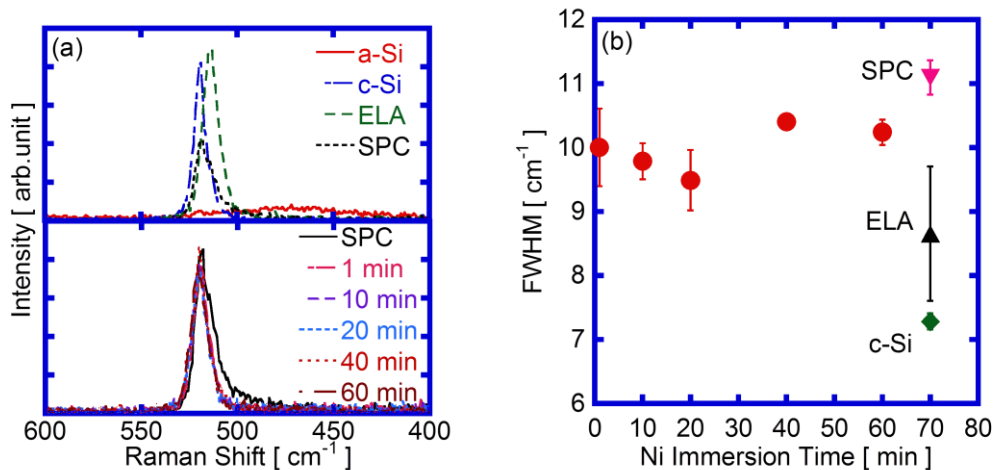 (a)
a-Si
c-Si
ELA
SPC
SPC
1 min
10 min
20 min
40 min
60 min
Intensity [ arb.unit ]
600 550 500 450 400
Raman Shift [ cm⁻¹ ]
(b)
12
11
10
9
8
7
6
FWHM [ cm⁻¹ ]
SPC
ELA
c-Si
0 10 20 30 40 50 60 70 80
Ni Immersion Time [ min ]